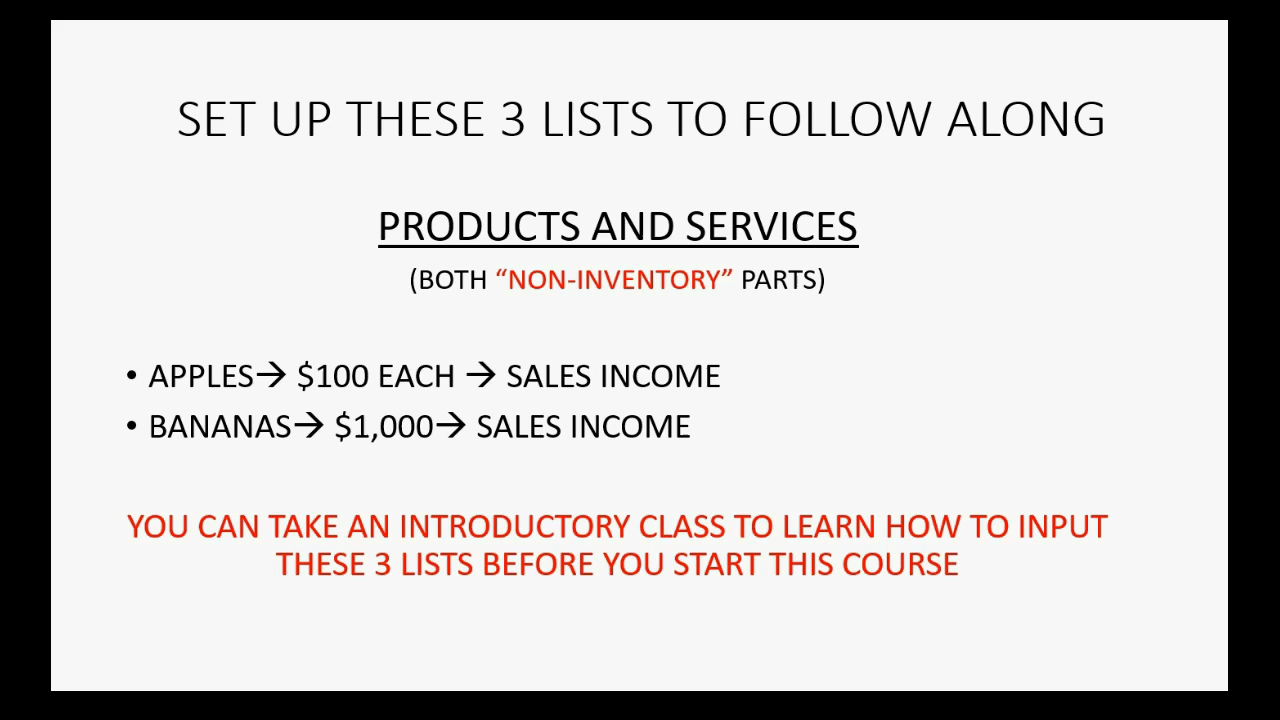 SET UP THESE 3 LISTS TO FOLLOW ALONG
PRODUCTS AND SERVICES
(BOTH “NON-INVENTORY” PARTS)
• APPLES→ $100 EACH → SALES INCOME
• BANANAS→ $1,000→ SALES INCOME
YOU CAN TAKE AN INTRODUCTORY CLASS TO LEARN HOW TO INPUT
THESE 3 LISTS BEFORE YOU START THIS COURSE